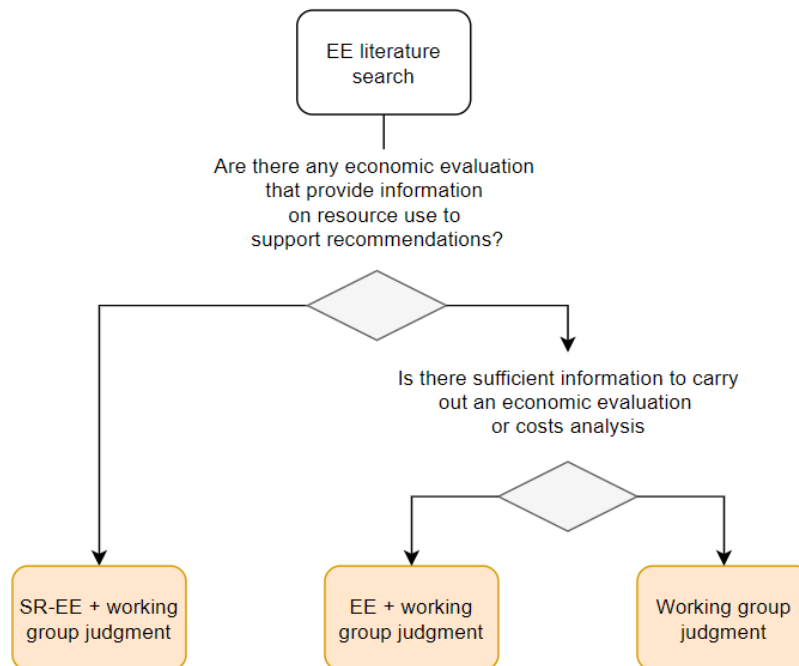 EE literature
search
Are there any economic evaluation
that provide information
on resource use to
support recommendations?
Is there sufficient information to carry
out an economic evaluation
or costs analysis
SR-EE + working
group judgment
EE + working
group judgment
Working group
judgment